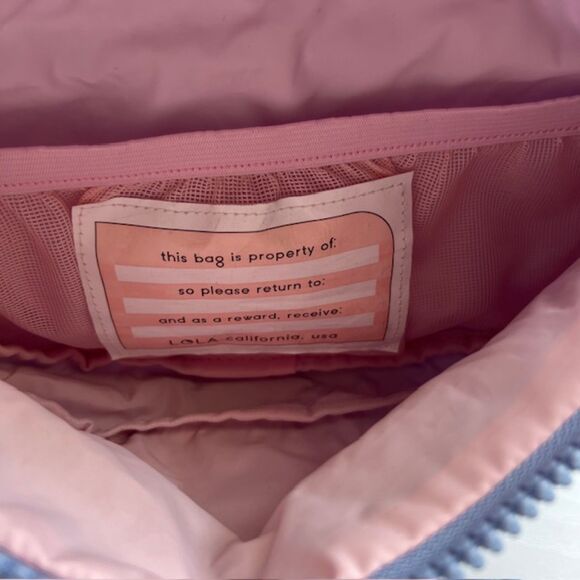 this bag is property of:
so please return to:
and as a reward, receive:
LOLA california, usa